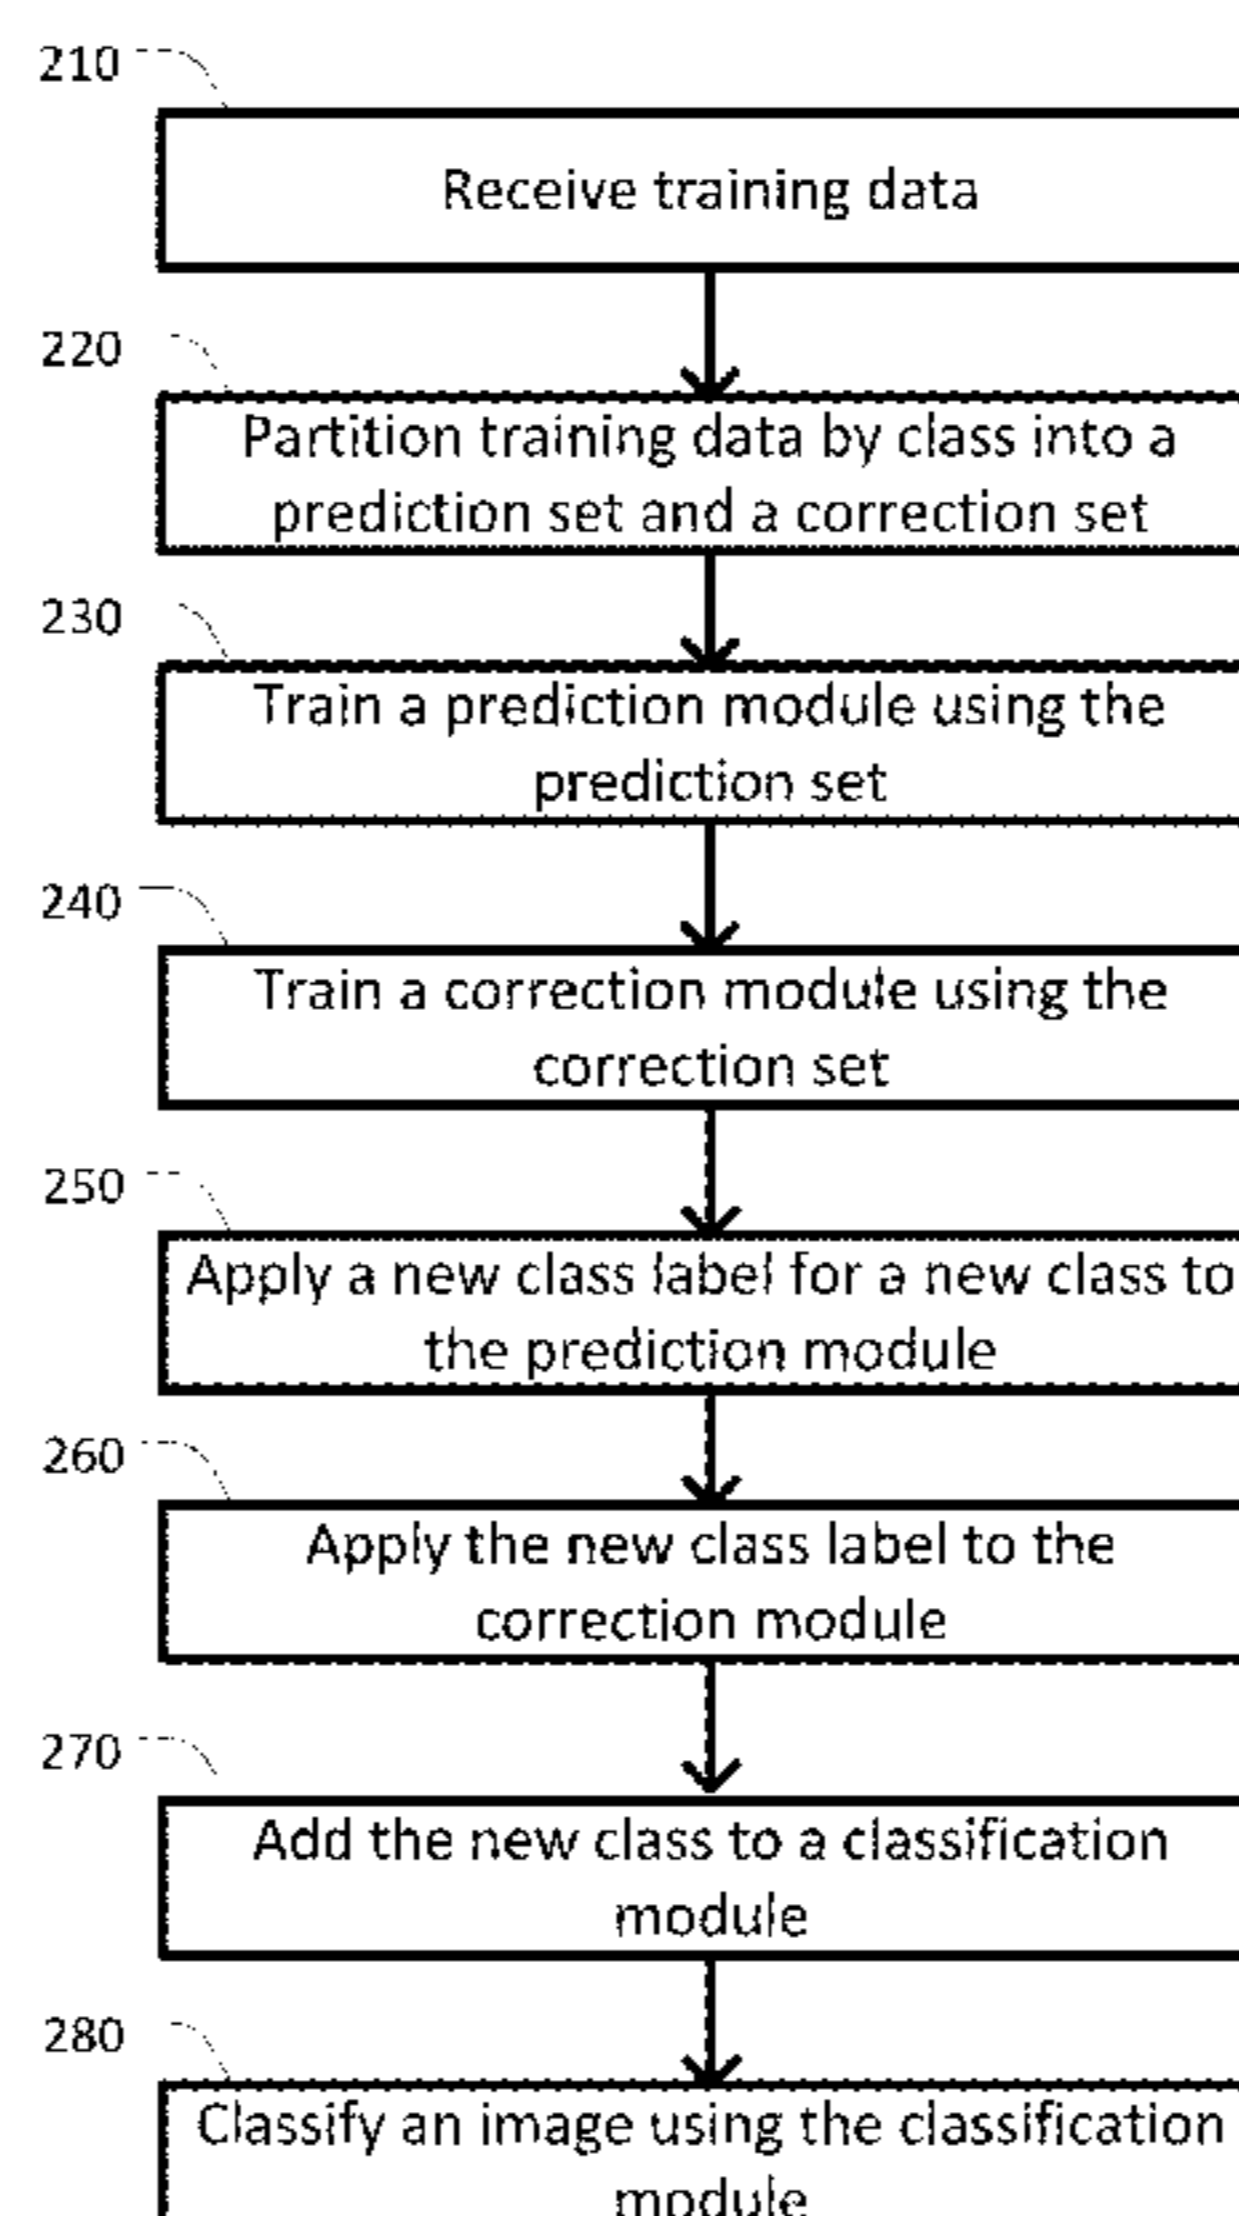 210
Receive training data
220
Partition training data by class into a
prediction set and a correction set
230
Train a prediction module using the
prediction set
240
Train a correction module using the
correction set
250
Apply a new class label for a new class to
the prediction module
260
Apply the new class label to the
correction module
270
Add the new class to a classification
module
280
Classify an image using the classification
module